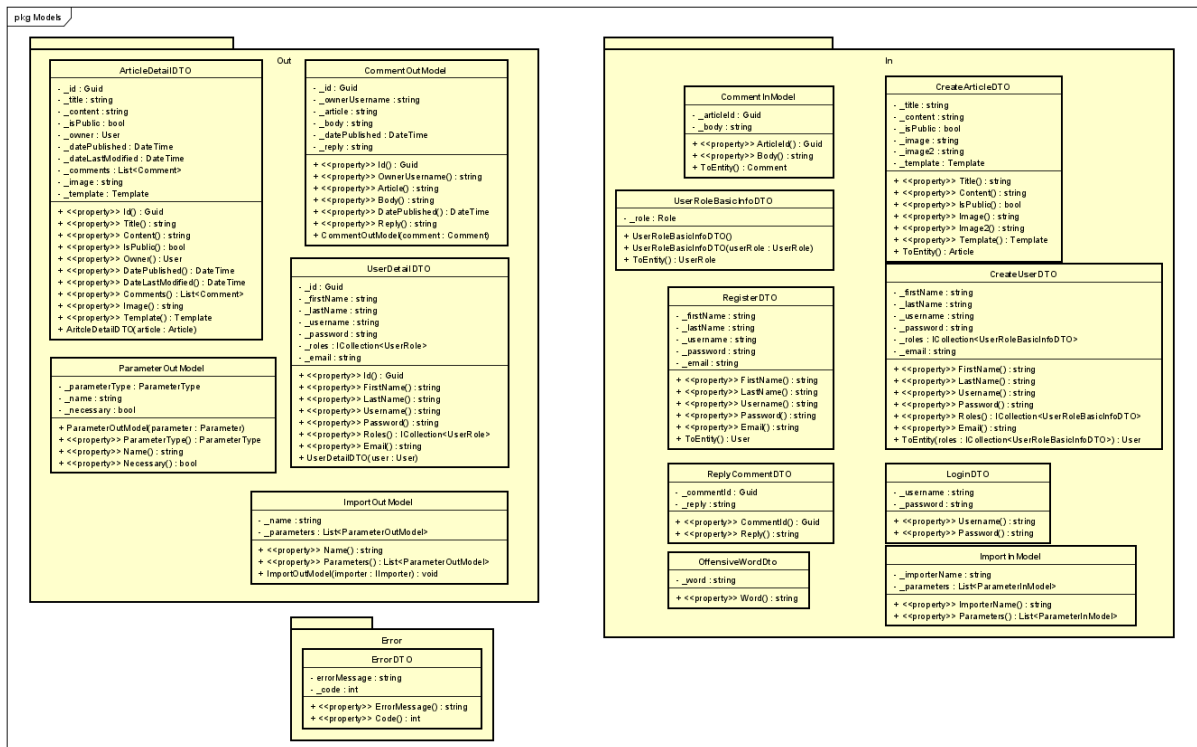 pkg Models
Out
ArticleDetailDTO
- _id : Guid
- _title : string
- _content : string
- _isPublic : bool
- _owner : User
- _datePublished : DateTime
- _dateLastModified : DateTime
- _comments : List<Comment>
- _image : string
- _template : Template
+ <<property>> Id() : Guid
+ <<property>> Title() : string
+ <<property>> Content() : string
+ <<property>> IsPublic() : bool
+ <<property>> Owner() : User
+ <<property>> DatePublished() : DateTime
+ <<property>> DateLastModified() : DateTime
+ <<property>> Comments() : List<Comment>
+ <<property>> Image() : string
+ <<property>> Template() : Template
+ AritcleDetailDTO(article : Article)
CommentOutModel
- _id : Guid
- _ownerUsername : string
- _article : string
- _body : string
- _datePublished : DateTime
- _reply : string
+ <<property>> Id() : Guid
+ <<property>> OwnerUsername() : string
+ <<property>> Article() : string
+ <<property>> Body() : string
+ <<property>> DatePublished() : DateTime
+ <<property>> Reply() : string
+ CommentOutModel(comment : Comment)
UserDetailDTO
- _id : Guid
- _firstName : string
- _lastName : string
- _username : string
- _password : string
- _roles : ICollection<UserRole>
- _email : string
+ <<property>> Id() : Guid
+ <<property>> FirstName() : string
+ <<property>> LastName() : string
+ <<property>> Username() : string
+ <<property>> Password() : string
+ <<property>> Roles() : ICollection<UserRole>
+ <<property>> Email() : string
+ UserDetailDTO(user : User)
ParameterOutModel
- _parameterType : ParameterType
- _name : string
- _necessary : bool
+ ParameterOutModel(parameter : Parameter)
+ <<property>> ParameterType() : ParameterType
+ <<property>> Name() : string
+ <<property>> Necessary() : bool
ImportOutModel
- _name : string
- _parameters : List<ParameterOutModel>
+ <<property>> Name() : string
+ <<property>> Parameters() : List<ParameterOutModel>
+ ImportOutModel(importer : IImporter) : void
Error
ErrorDTO
- errorMessage : string
- _code : int
+ <<property>> ErrorMessage() : string
+ <<property>> Code() : int
In
CommentInModel
- _articleId : Guid
- _body : string
+ <<property>> ArticleId() : Guid
+ <<property>> Body() : string
+ ToEntity() : Comment
UserRoleBasicInfoDTO
- _role : Role
+ UserRoleBasicInfoDTO()
+ UserRoleBasicInfoDTO(userRole : UserRole)
+ ToEntity() : UserRole
RegisterDTO
- _firstName : string
- _lastName : string
- _username : string
- _password : string
- _email : string
+ <<property>> FirstName() : string
+ <<property>> LastName() : string
+ <<property>> Username() : string
+ <<property>> Password() : string
+ <<property>> Email() : string
+ ToEntity() : User
ReplyCommentDTO
- _commentId : Guid
- _reply : string
+ <<property>> CommentId() : Guid
+ <<property>> Reply() : string
OffensiveWordDto
- _word : string
+ <<property>> Word() : string
CreateArticleDTO
- _title : string
- _content : string
- _isPublic : bool
- _image : string
- _image2 : string
- _template : Template
+ <<property>> Title() : string
+ <<property>> Content() : string
+ <<property>> IsPublic() : bool
+ <<property>> Image() : string
+ <<property>> Image2() : string
+ <<property>> Template() : Template
+ ToEntity() : Article
CreateUserDTO
- _firstName : string
- _lastName : string
- _username : string
- _password : string
- _roles : ICollection<UserRoleBasicInfoDTO>
- _email : string
+ <<property>> FirstName() : string
+ <<property>> LastName() : string
+ <<property>> Username() : string
+ <<property>> Password() : string
+ <<property>> Roles() : ICollection<UserRoleBasicInfoDTO>
+ <<property>> Email() : string
+ ToEntity(roles : ICollection<UserRoleBasicInfoDTO>) : User
LoginDTO
- _username : string
- _password : string
+ <<property>> Username() : string
+ <<property>> Password() : string
ImportInModel
- _importerName : string
- _parameters : List<ParameterInModel>
+ <<property>> ImporterName() : string
+ <<property>> Parameters() : List<ParameterInModel>